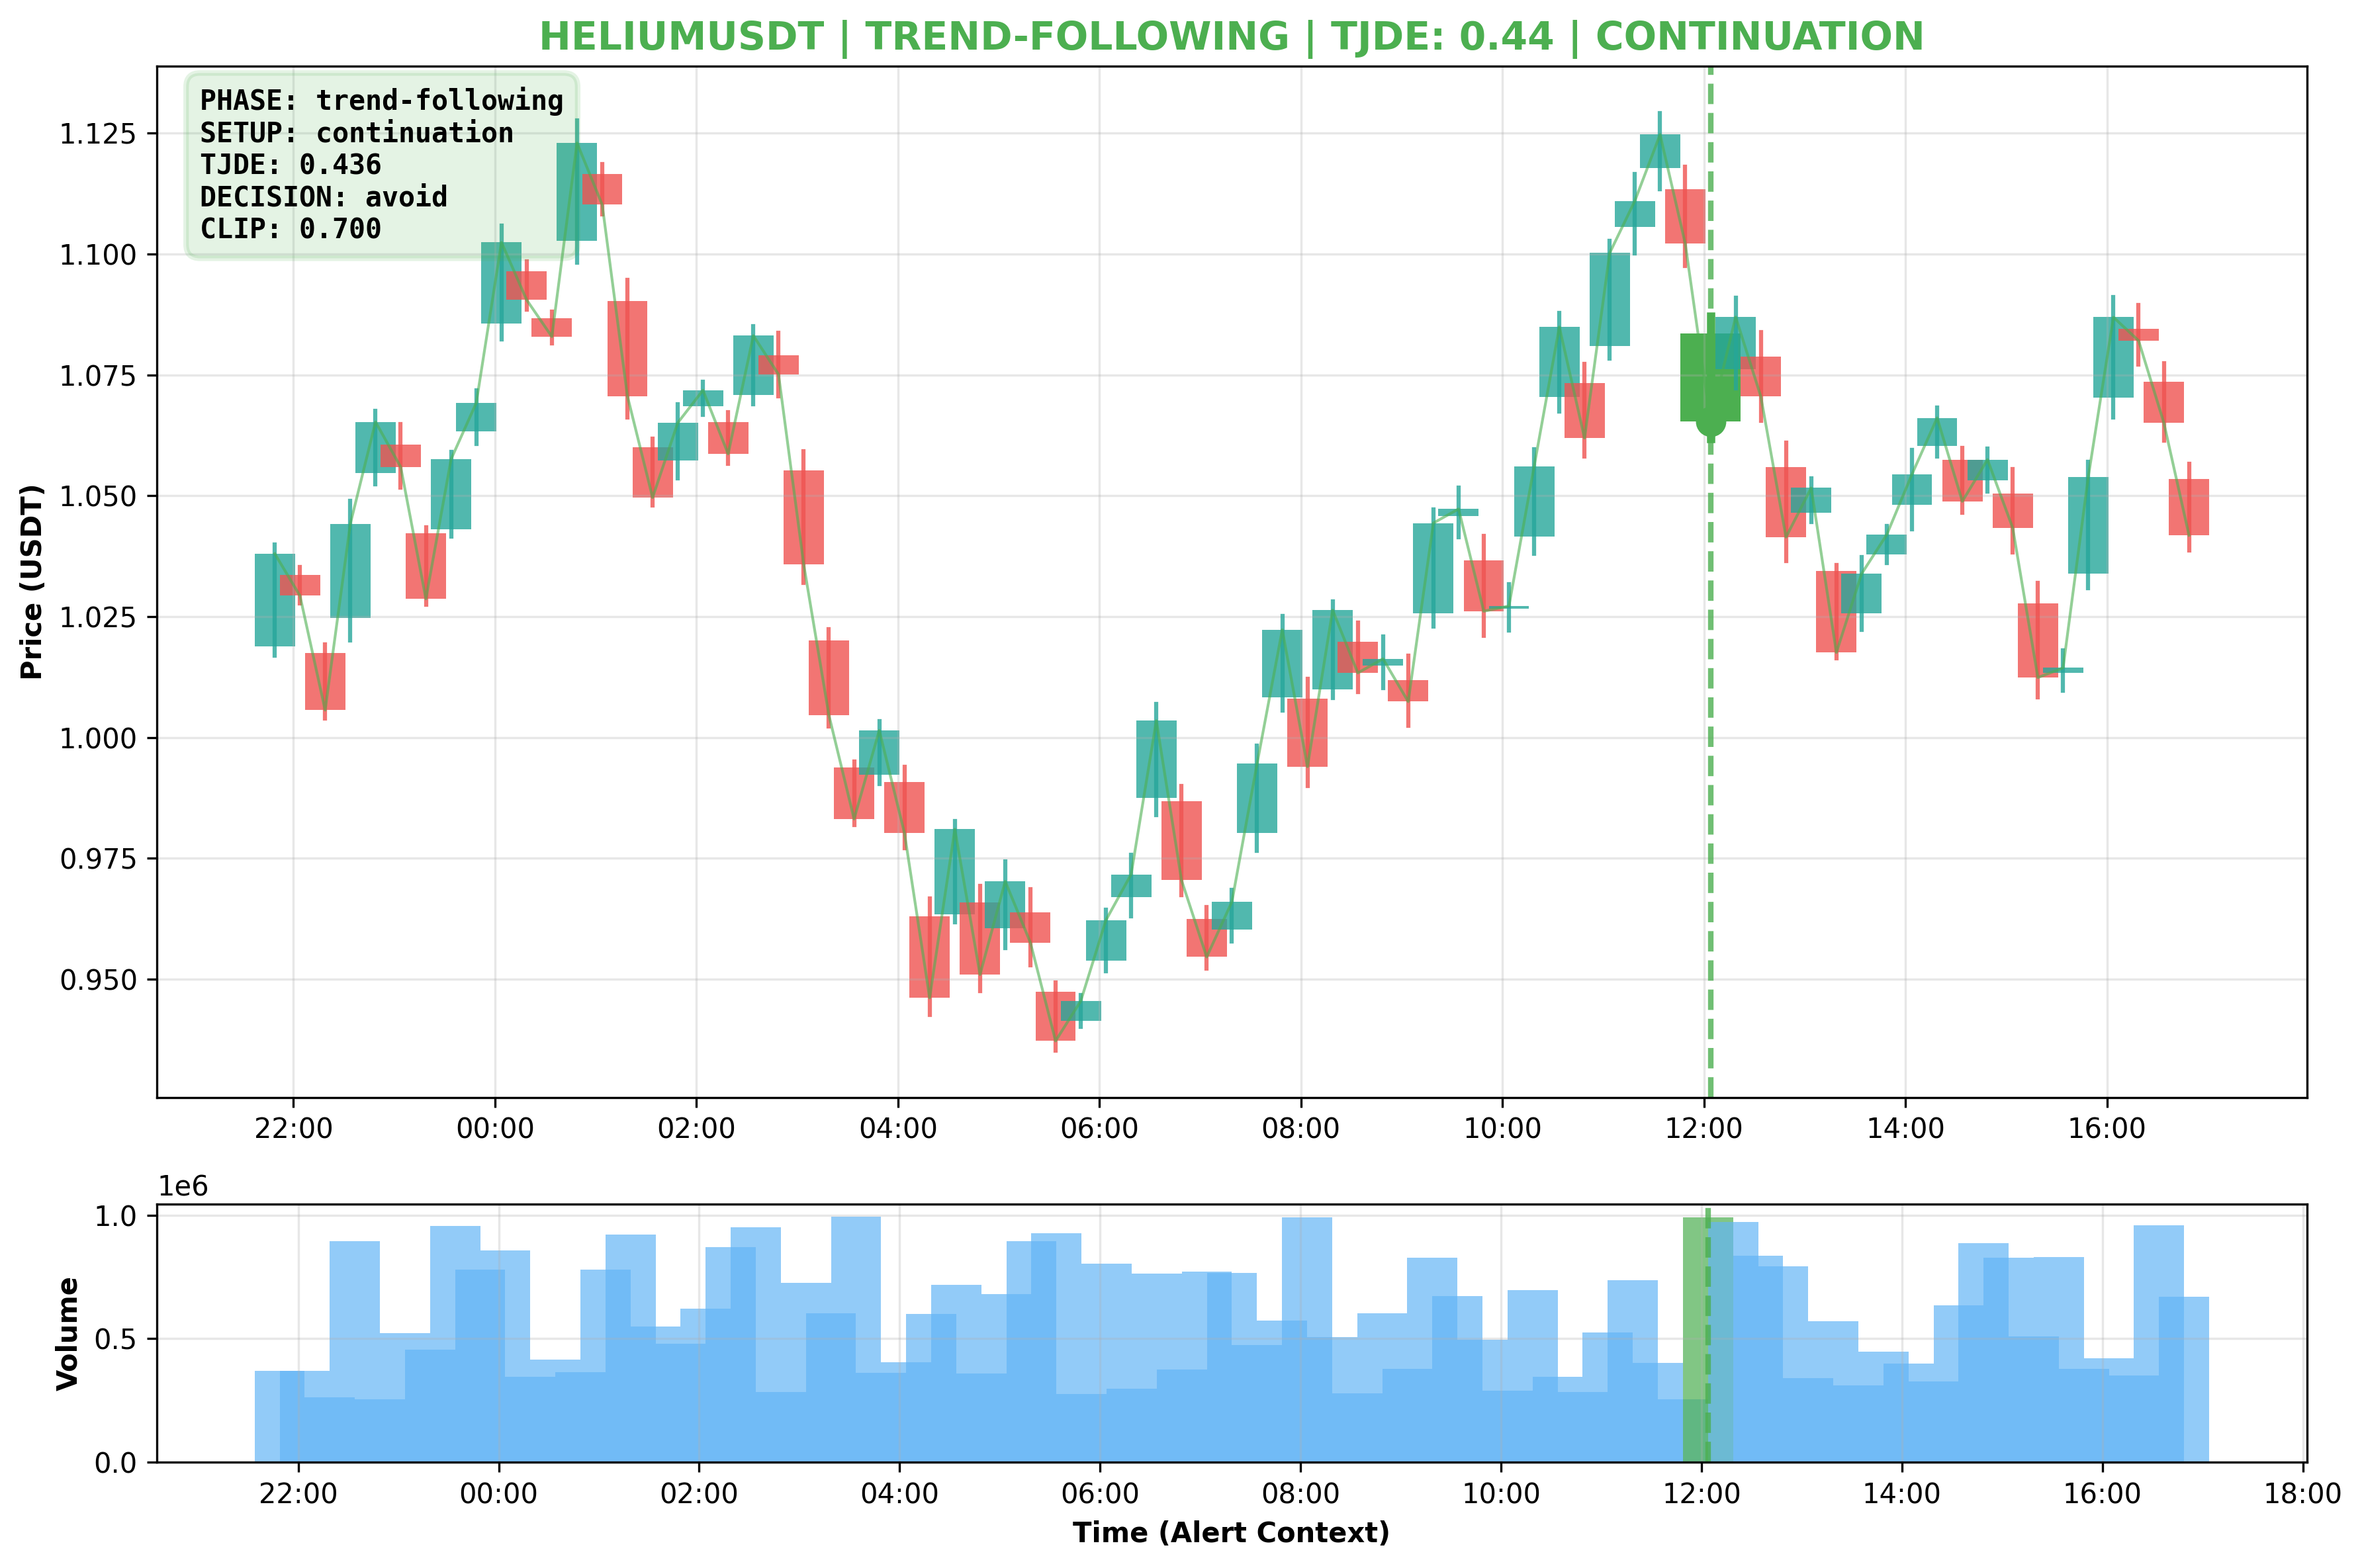 HELIUMUSDT | TREND-FOLLOWING | TJDE: 0.44 | CONTINUATION
PHASE: trend-following
SETUP: continuation
TJDE: 0.436
DECISION: avoid
CLIP: 0.700
Price (USDT)
1.125
1.100
1.075
1.050
1.025
1.000
0.975
0.950
22:00 00:00 02:00 04:00 06:00 08:00 10:00 12:00 14:00 16:00
1e6
Volume
1.0
0.5
0.0
22:00 00:00 02:00 04:00 06:00 08:00 10:00 12:00 14:00 16:00 18:00
Time (Alert Context)